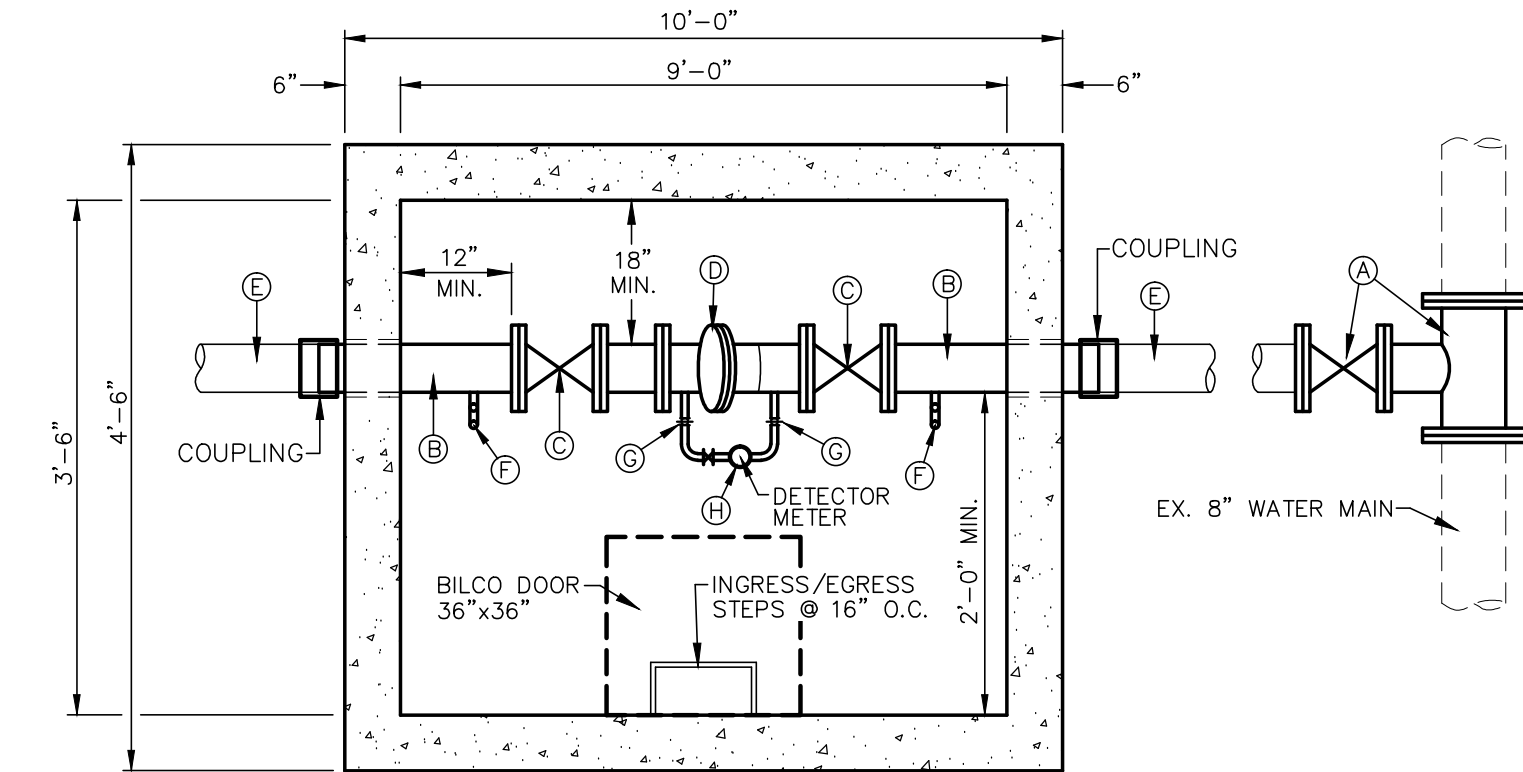 10'-0"
6"
9'-0"
6"
COUPLING
12"
MIN.
18"
MIN.
D
C
B
E
A
E
3'-6"
4'-6"
COUPLING
B
F
C
G
G
F
H
DETECTOR
METER
2'-0" MIN.
EX. 8" WATER MAIN
BILCO DOOR
36"x36"
INGRESS/EGRESS
STEPS @ 16" O.C.